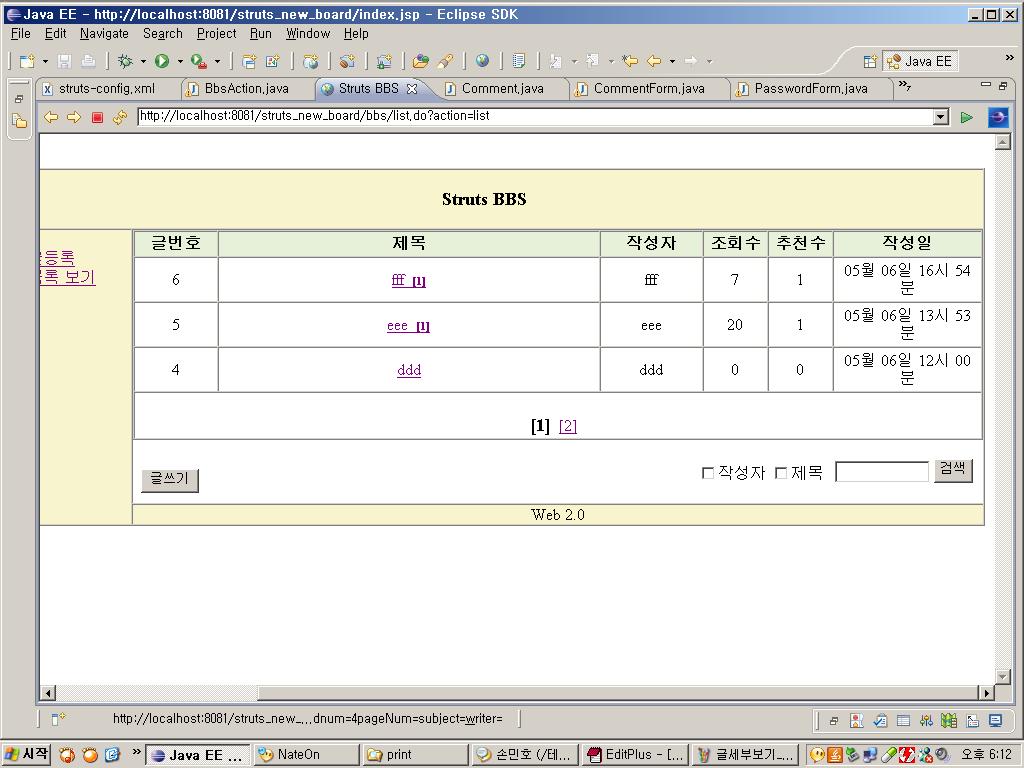 Java EE - http://localhost:8081/struts_new_board/index.jsp - Eclipse SDK
File Edit Navigate Search Project Run Window Help
Java EE
struts-config.xml BbsAction.java Struts BBS Comment.java CommentForm.java PasswordForm.java »7
http://localhost:8081/struts_new_board/bbs/list.do?action=list
Struts BBS
등록
록 보기
글번호 제목 작성자 조회수 추천수 작성일
6 fff [1] fff 7 1 05월 06일 16시 54분
5 eee [1] eee 20 1 05월 06일 13시 53분
4 ddd ddd 0 0 05월 06일 12시 00분
[1] [2]
글쓰기 작성자 제목 검색
Web 2.0
http://localhost:8081/struts_new_...dnum=4pageNum=subject=writer=
시작 Java EE ... NateOn print 손민호 (/테... EditPlus - [... 글세부보기_... 오후 6:12